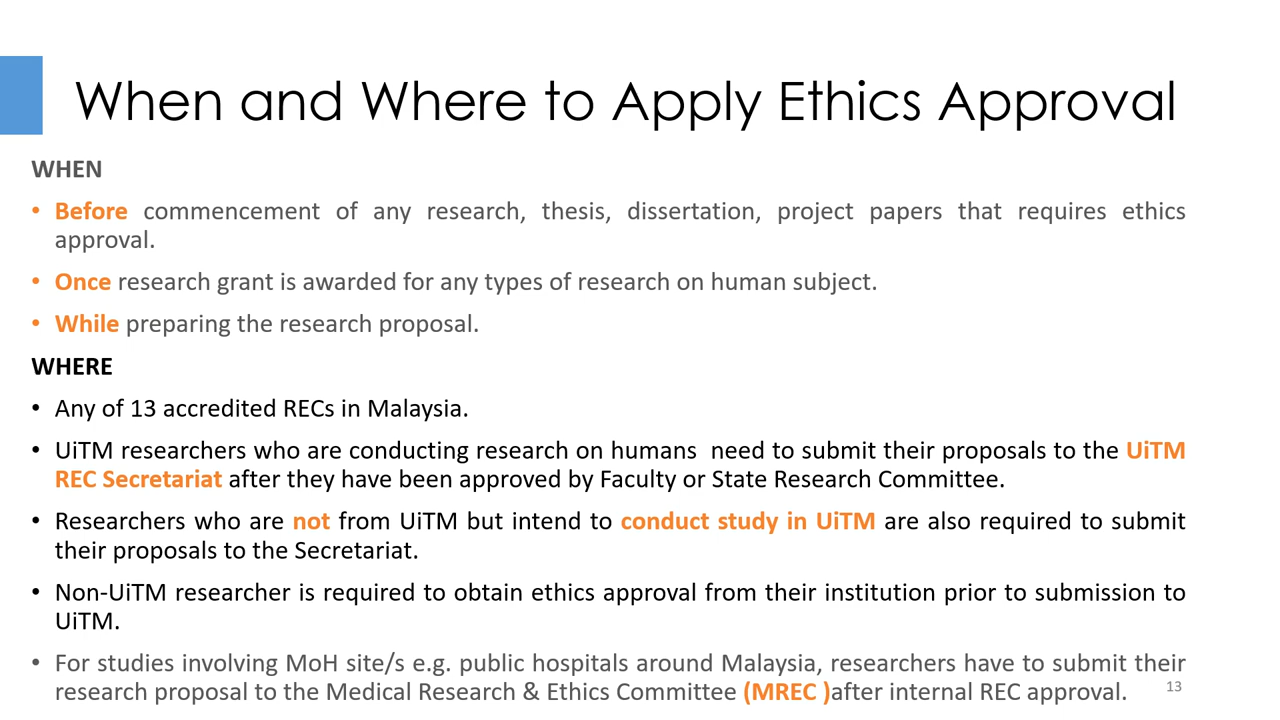 When and Where to Apply Ethics Approval
WHEN
• Before commencement of any research, thesis, dissertation, project papers that requires ethics
approval.
• Once research grant is awarded for any types of research on human subject.
• While preparing the research proposal.
WHERE
• Any of 13 accredited RECs in Malaysia.
• UiTM researchers who are conducting research on humans  need to submit their proposals to the UiTM
REC Secretariat after they have been approved by Faculty or State Research Committee.
• Researchers who are not from UiTM but intend to conduct study in UiTM are also required to submit
their proposals to the Secretariat.
• Non-UiTM researcher is required to obtain ethics approval from their institution prior to submission to
UiTM.
• For studies involving MoH site/s e.g. public hospitals around Malaysia, researchers have to submit their
research proposal to the Medical Research & Ethics Committee (MREC )after internal REC approval.
13